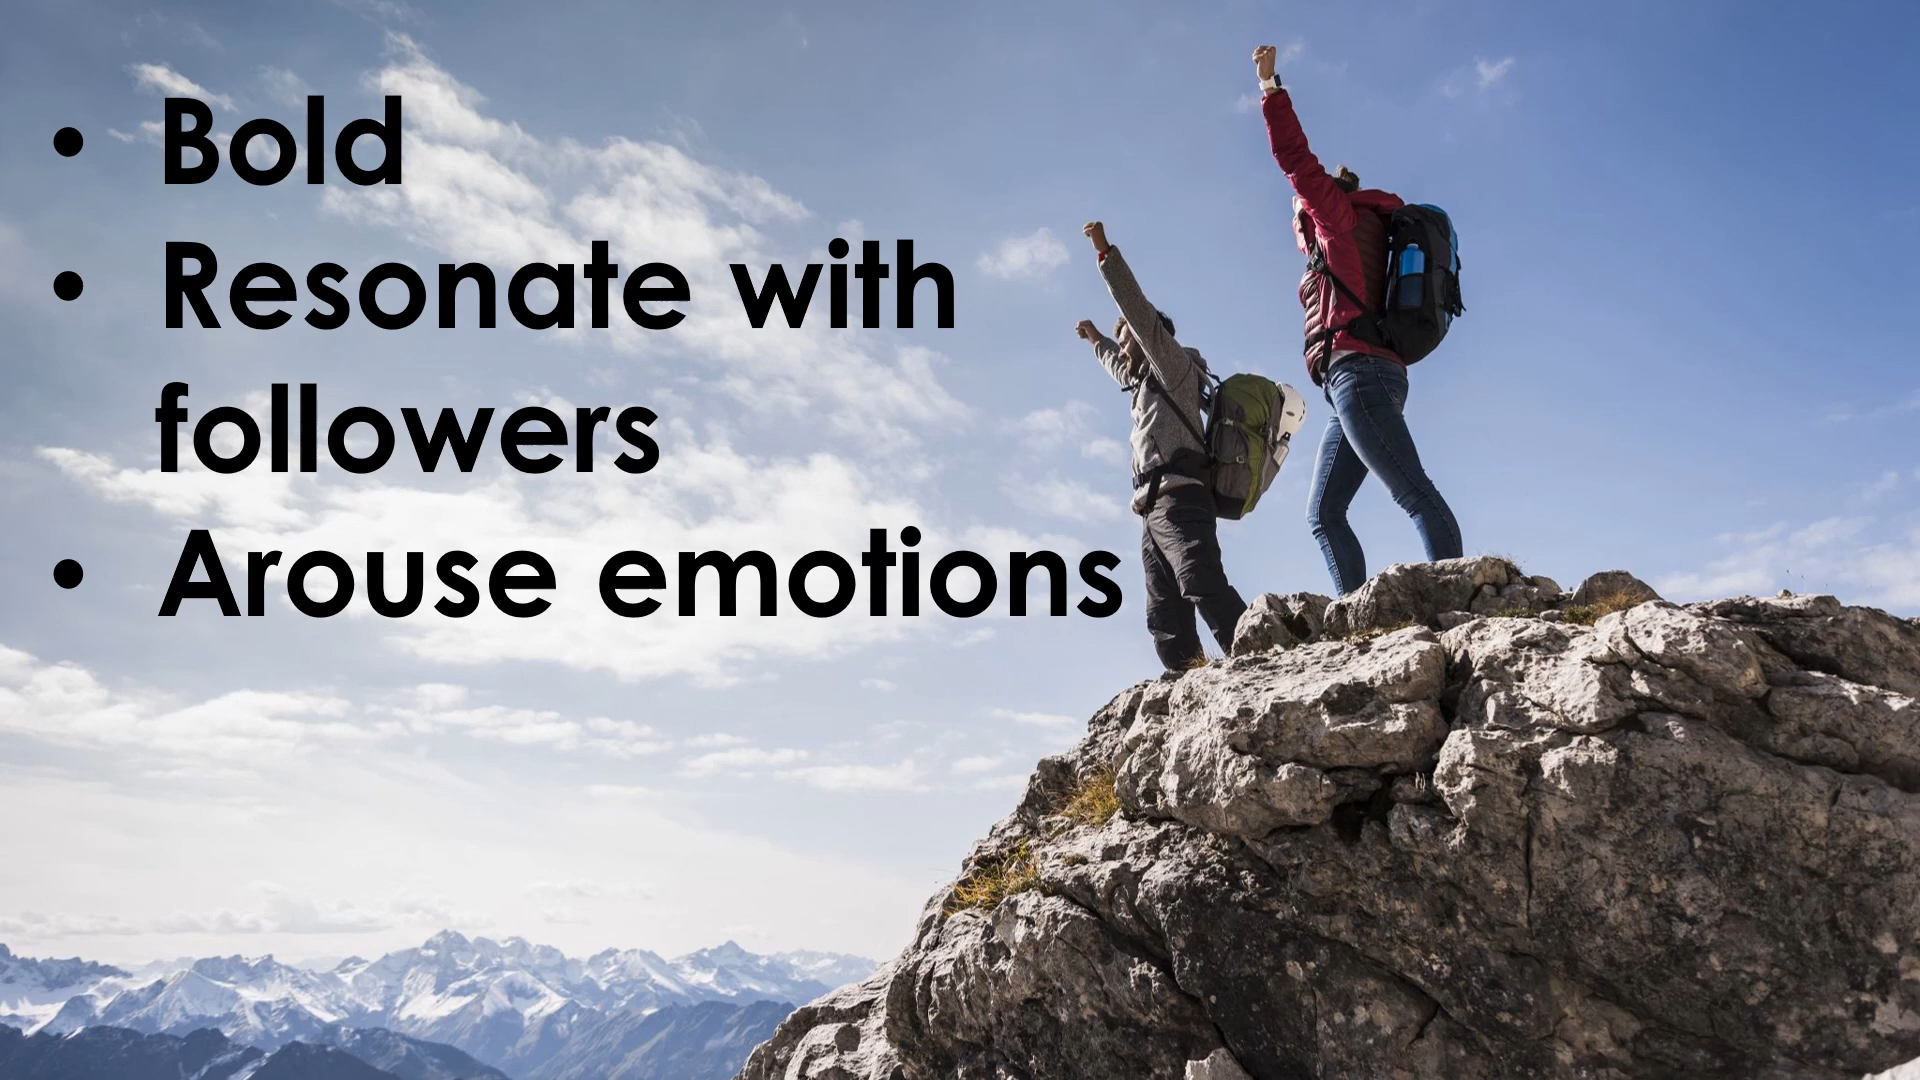 • Bold
• Resonate with
followers
• Arouse emotions